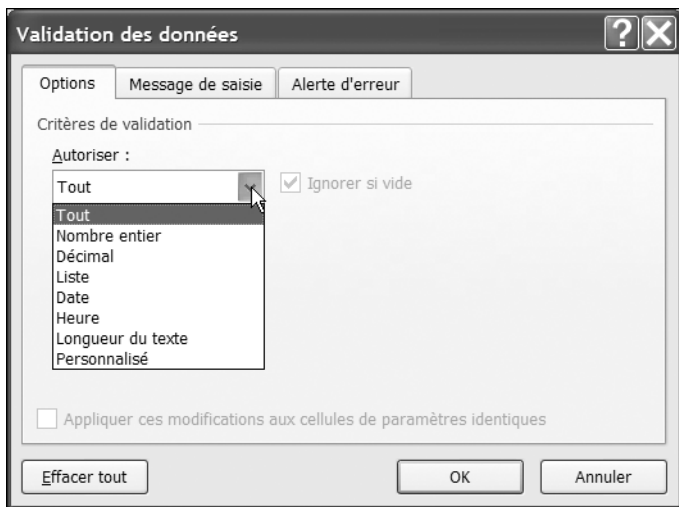 Validation des données
Options Message de saisie Alerte d'erreur
Critères de validation
Autoriser :
Tout Ignorer si vide
Tout
Nombre entier
Décimal
Liste
Date
Heure
Longueur du texte
Personnalisé
Appliquer ces modifications aux cellules de paramètres identiques
Effacer tout OK Annuler